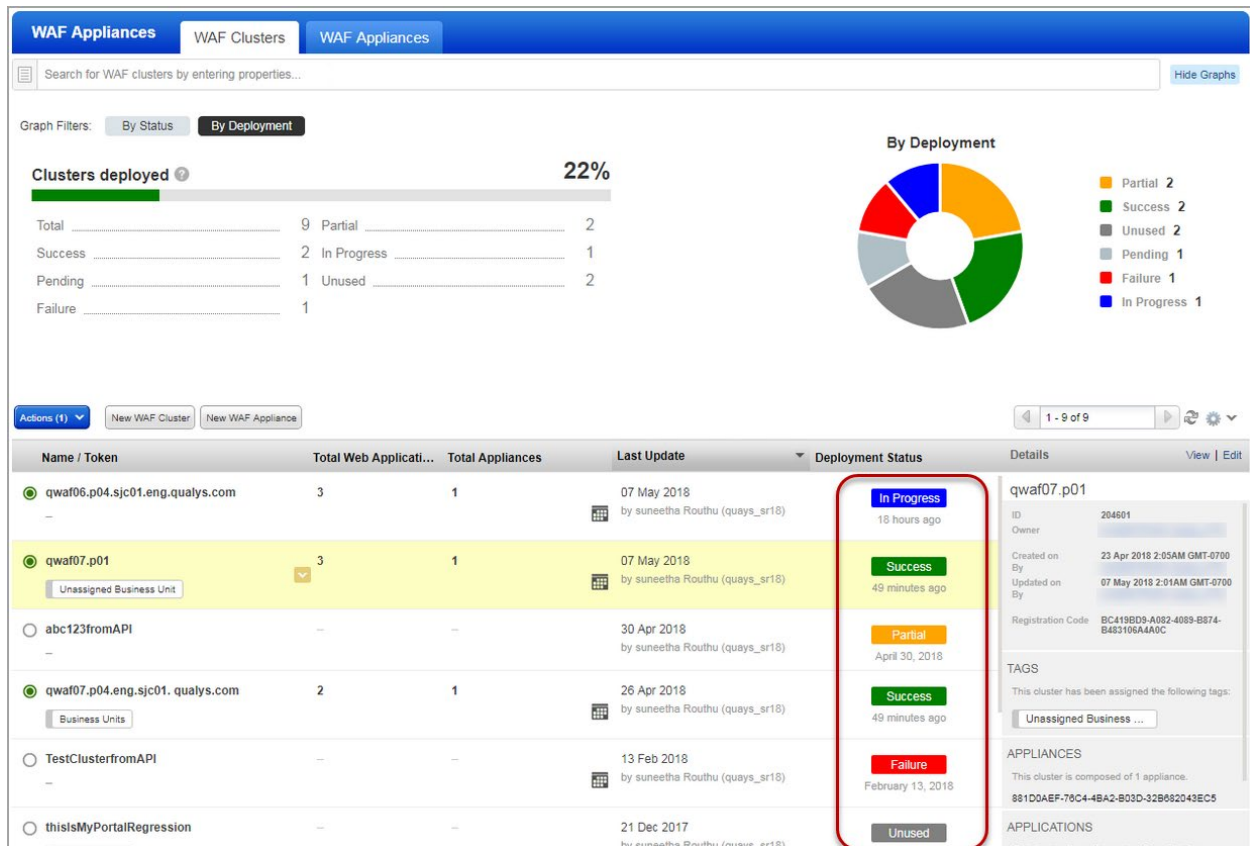 WAF Appliances
WAF Clusters
WAF Appliances
Search for WAF clusters by entering properties...
Hide Graphs
Graph Filters:
By Status
By Deployment
Clusters deployed
22%
Total 9 Partial 2
Success 2 In Progress 1
Pending 1 Unused 2
Failure 1
By Deployment
Partial 2
Success 2
Unused 2
Pending 1
Failure 1
In Progress 1
Actions (1)
New WAF Cluster
New WAF Appliance
1 - 9 of 9
Name / Token Total Web Applicati... Total Appliances Last Update Deployment Status
qwaf06.p04.sjc01.eng.qualys.com 3 1 07 May 2018 In Progress
– by suneetha Routhu (quays_sr18) 18 hours ago
qwaf07.p01 3 1 07 May 2018 Success
Unassigned Business Unit by suneetha Routhu (quays_sr18) 49 minutes ago
abc123fromAPI – – 30 Apr 2018 Partial
– by suneetha Routhu (quays_sr18) April 30, 2018
qwaf07.p04.eng.sjc01. qualys.com 2 1 26 Apr 2018 Success
Business Units by suneetha Routhu (quays_sr18) 49 minutes ago
TestClusterfromAPI – – 13 Feb 2018 Failure
– by suneetha Routhu (quays_sr18) February 13, 2018
thisIsMyPortalRegression – – 21 Dec 2017 Unused
by suneetha Routhu (quays_sr18)
Details View | Edit
qwaf07.p01
ID 204601
Owner
Created on 23 Apr 2018 2:05AM GMT-0700
By
Updated on 07 May 2018 2:01AM GMT-0700
By
Registration Code BC419BD9-A082-4089-B874-
B483106A4A0C
TAGS
This cluster has been assigned the following tags:
Unassigned Business ...
APPLIANCES
This cluster is composed of 1 appliance.
881D0AEF-76C4-4BA2-B03D-32B682043EC5
APPLICATIONS